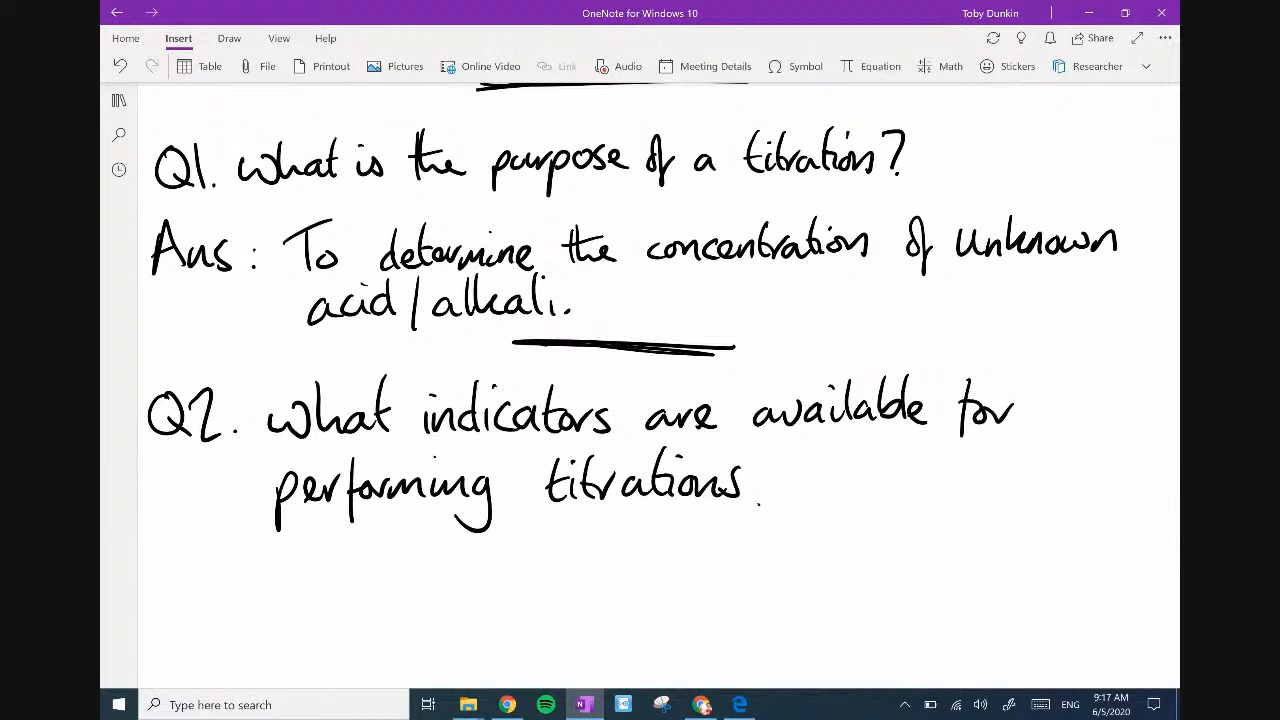 OneNote for Windows 10
Toby Dunkin
Home Insert Draw View Help
Share
Table File Printout Pictures Online Video Link Audio Meeting Details Symbol Equation Math Stickers Researcher
Q1. What is the purpose of a titration?
Ans: To determine the concentration of unknown
acid/alkali.
Q2. What indicators are available for
performing titrations.
Type here to search
ENG
9:17 AM
6/5/2020